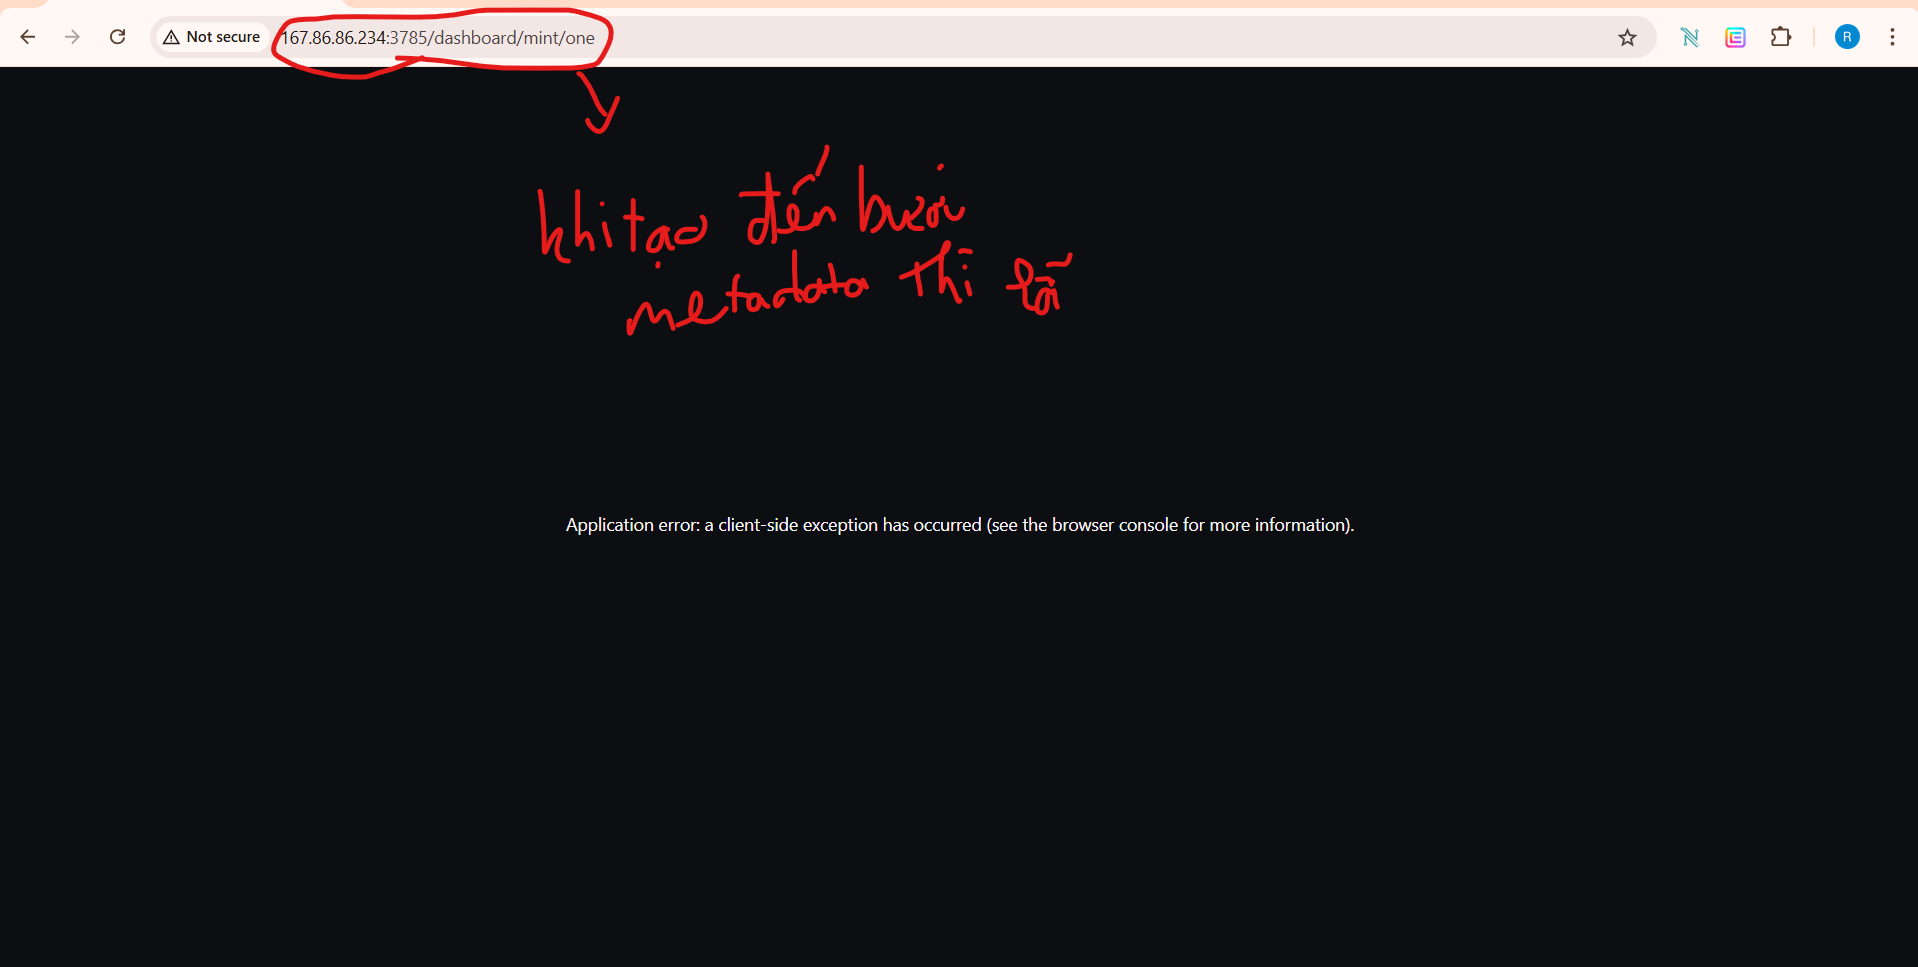 Not secure
167.86.86.234:3785/dashboard/mint/one
R
khi tạo đến bước
metadata thì lỗi
Application error: a client-side exception has occurred (see the browser console for more information).